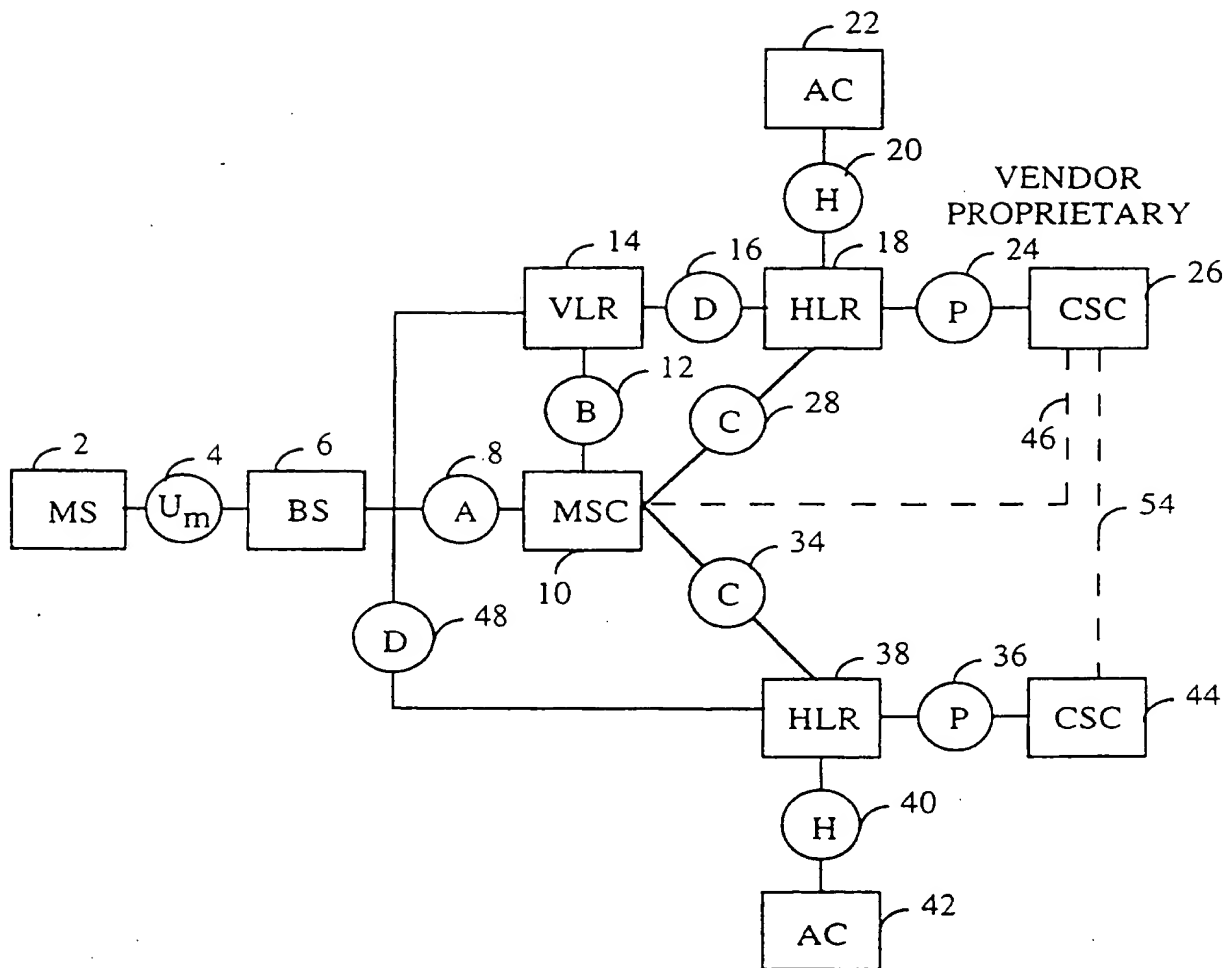 22
AC
20
H
VENDOR
PROPRIETARY
14
16
18
24
26
VLR
D
HLR
P
CSC
12
B
C
28
46
2
4
6
8
MS
Um
BS
A
MSC
54
10
34
C
D
48
38
36
44
HLR
P
CSC
H
40
AC
42